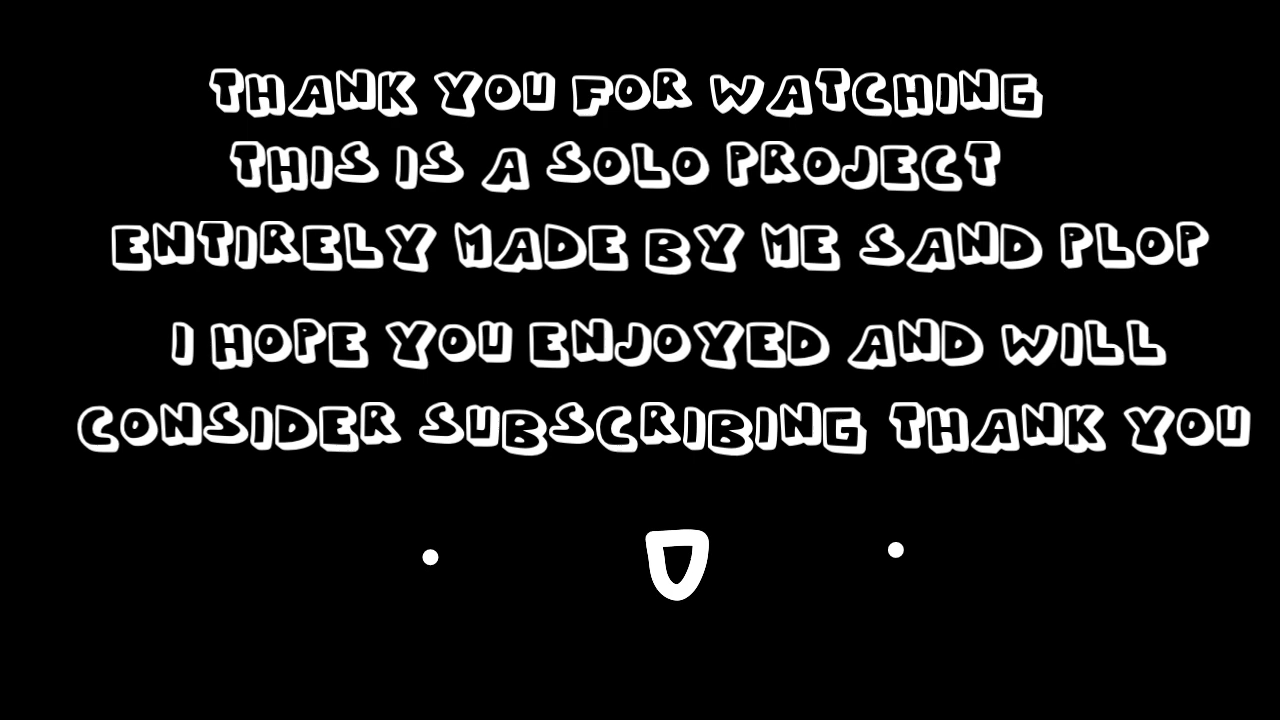 THANK YOU FOR WATCHING
THIS IS A SOLO PROJECT
ENTIRELY MADE BY ME SAND PLOP
I HOPE YOU ENJOYED AND WILL
CONSIDER SUBSCRIBING THANK YOU